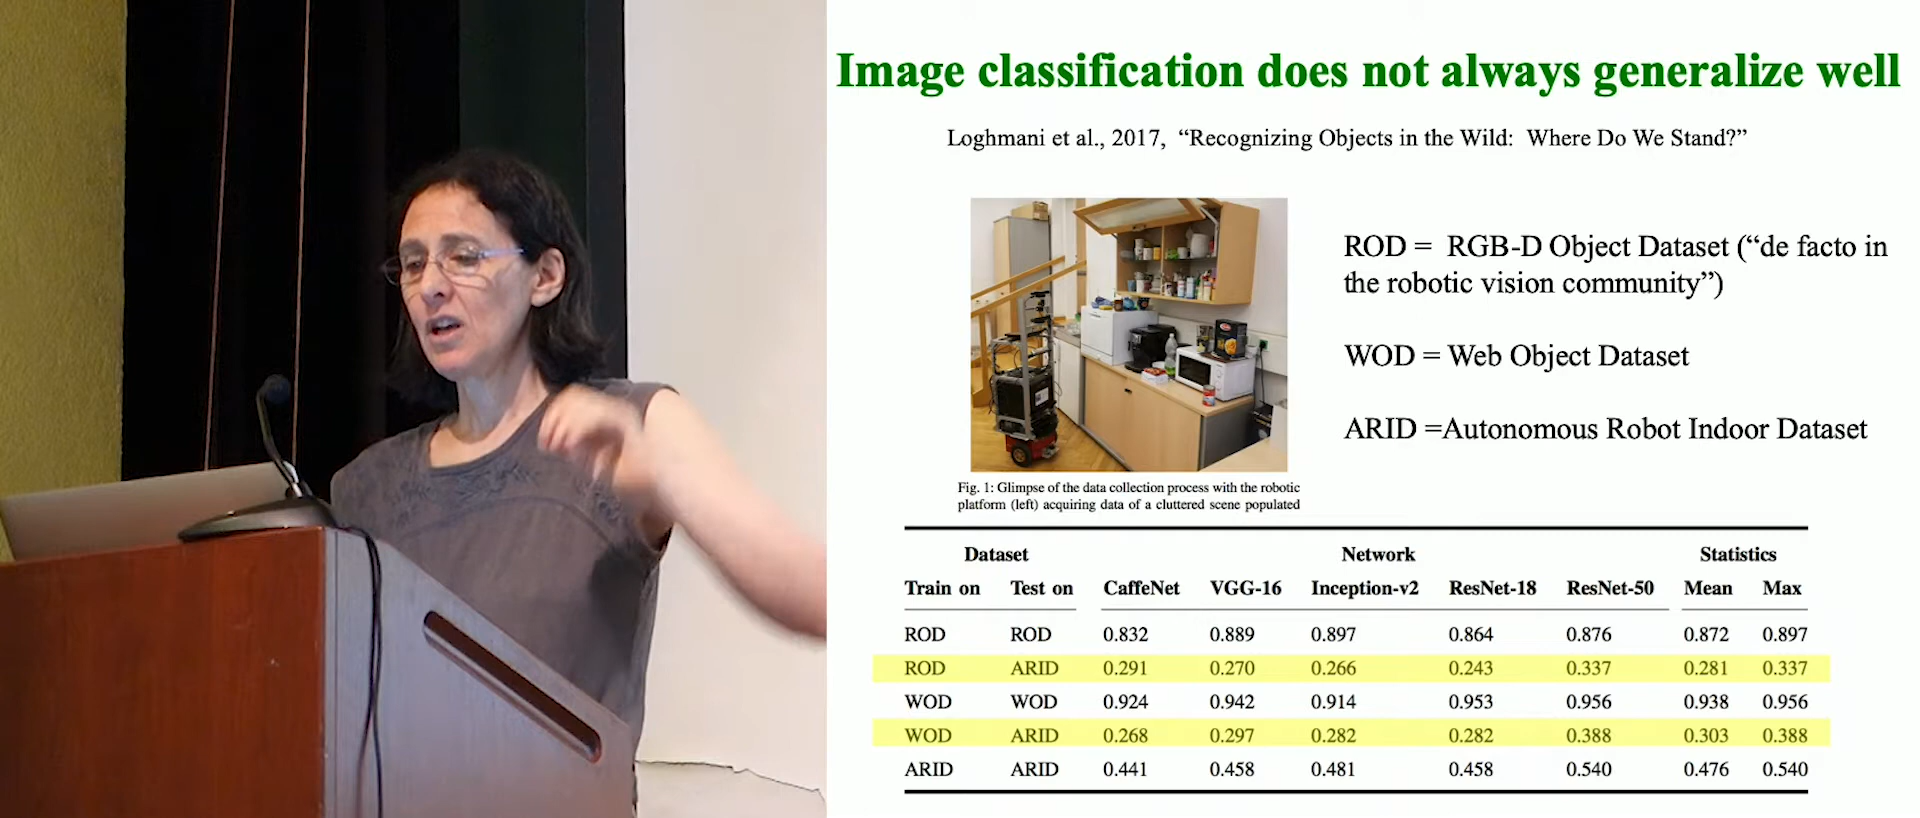 Image classification does not always generalize well
Loghmani et al., 2017, “Recognizing Objects in the Wild: Where Do We Stand?”
ROD = RGB-D Object Dataset (“de facto in
the robotic vision community”)
WOD = Web Object Dataset
ARID =Autonomous Robot Indoor Dataset
Fig. 1: Glimpse of the data collection process with the robotic
platform (left) acquiring data of a cluttered scene populated
Dataset Network Statistics
Train on Test on CaffeNet VGG-16 Inception-v2 ResNet-18 ResNet-50 Mean Max
ROD ROD 0.832 0.889 0.897 0.864 0.876 0.872 0.897
ROD ARID 0.291 0.270 0.266 0.243 0.337 0.281 0.337
WOD WOD 0.924 0.942 0.914 0.953 0.956 0.938 0.956
WOD ARID 0.268 0.297 0.282 0.282 0.388 0.303 0.388
ARID ARID 0.441 0.458 0.481 0.458 0.540 0.476 0.540